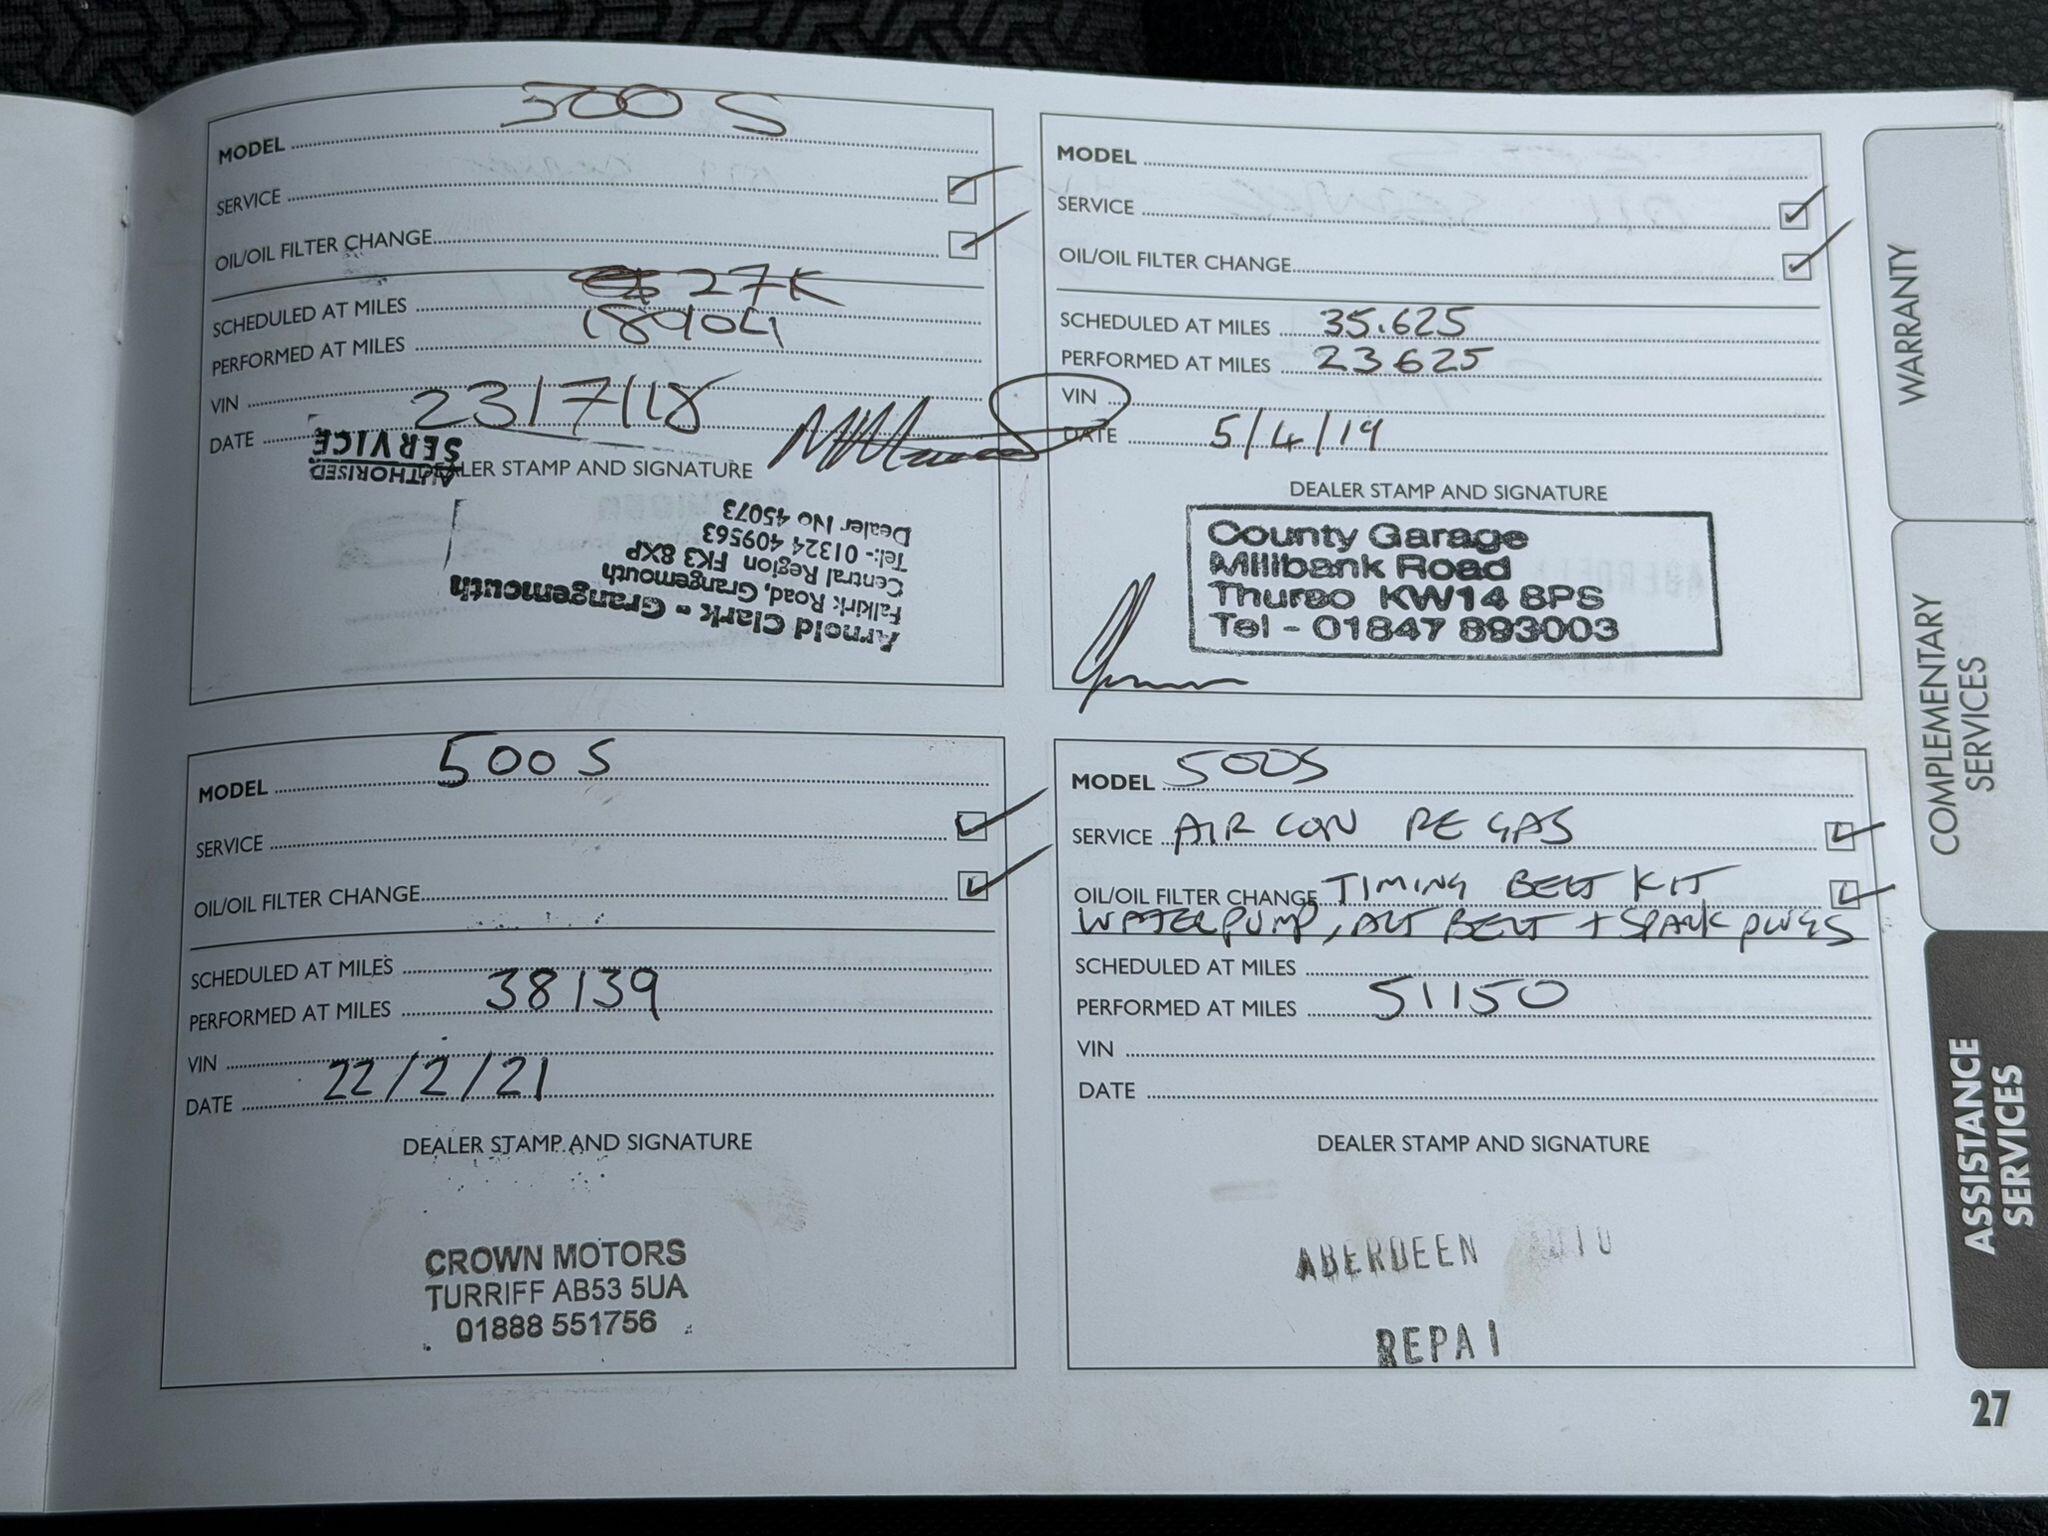 MODEL 500 S
SERVICE
OIL/OIL FILTER CHANGE
SCHEDULED AT MILES 27K
PERFORMED AT MILES 18904
VIN
DATE 23/7/18
DEALER STAMP AND SIGNATURE
AUTHORISED
SERVICE
Arnold Clark - Grangemouth
Falkirk Road, Grangemouth
Central Region FK3 8XP
Tel:- 01324 409563
Dealer No 45073
MODEL
SERVICE
OIL/OIL FILTER CHANGE
SCHEDULED AT MILES 35.625
PERFORMED AT MILES 23625
VIN
DATE 5/4/19
DEALER STAMP AND SIGNATURE
County Garage
Millbank Road
Thurso KW14 8PS
Tel - 01847 893003
MODEL 500 S
SERVICE
OIL/OIL FILTER CHANGE
SCHEDULED AT MILES
PERFORMED AT MILES 38139
VIN
DATE 22/2/21
DEALER STAMP AND SIGNATURE
CROWN MOTORS
TURRIFF AB53 5UA
01888 551756
MODEL 500S
SERVICE AIR CON RE GAS
OIL/OIL FILTER CHANGE TIMING BELT KIT
WATER PUMP, ALT BELT + SPARK PLUGS
SCHEDULED AT MILES
PERFORMED AT MILES 51150
VIN
DATE
DEALER STAMP AND SIGNATURE
ABERDEEN
REPAI
WARRANTY
COMPLEMENTARY
SERVICES
ASSISTANCE
SERVICES
27